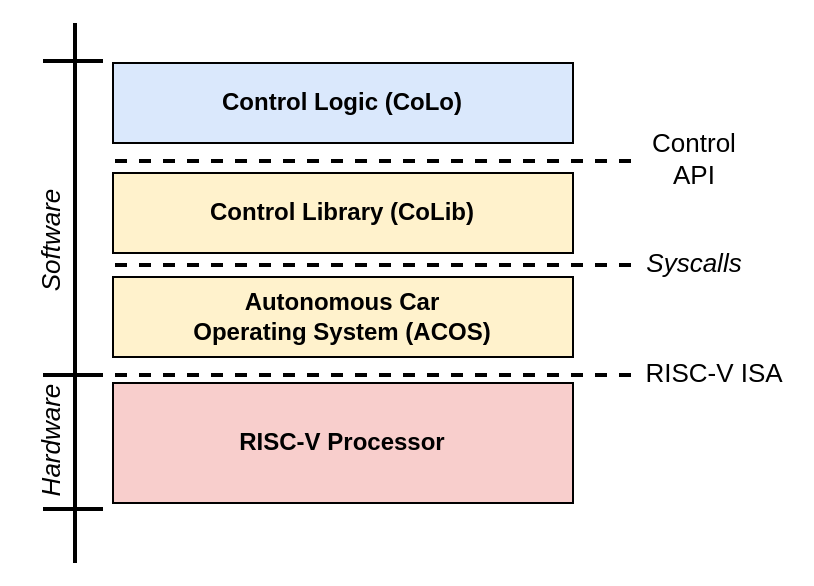 Control Logic (CoLo)
Control
API
Control Library (CoLib)
Syscalls
Autonomous Car
Operating System (ACOS)
RISC-V ISA
RISC-V Processor
Software
Hardware